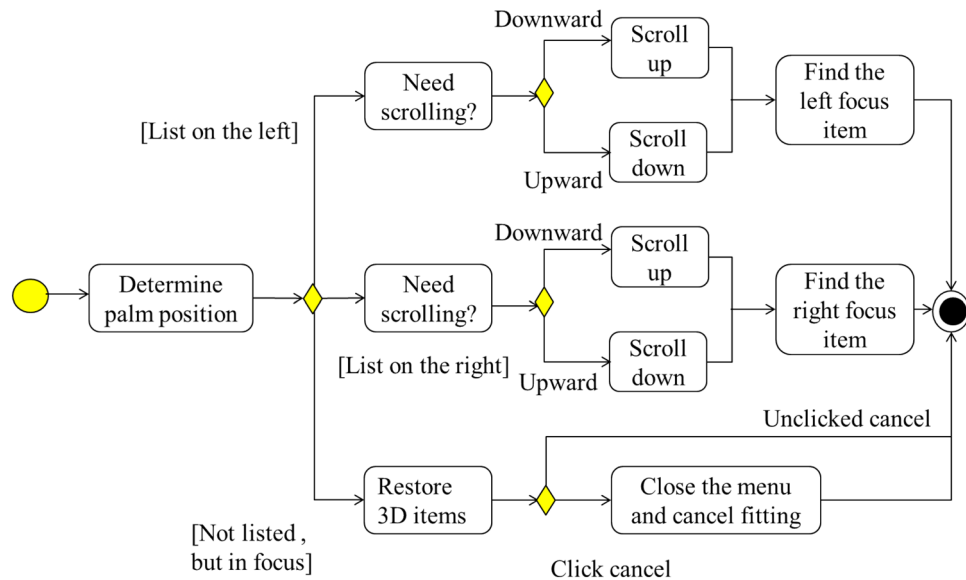 Downward
Scroll
up
Need
scrolling?
Find the
left focus
item
[List on the left]
Scroll
down
Upward
Downward
Scroll
up
Determine
palm position
Need
scrolling?
Find the
right focus
item
[List on the right]
Scroll
down
Upward
Unclicked cancel
Restore
3D items
Close the menu
and cancel fitting
[Not listed ,
but in focus]
Click cancel